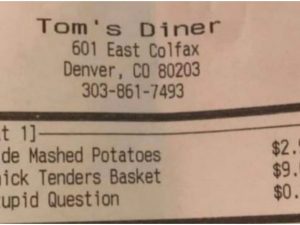 Tom's Diner
601 East Colfax
Denver, CO 80203
303-861-7493
t 1]
de Mashed Potatoes $2.
ick Tenders Basket $9.
upid Question $0.